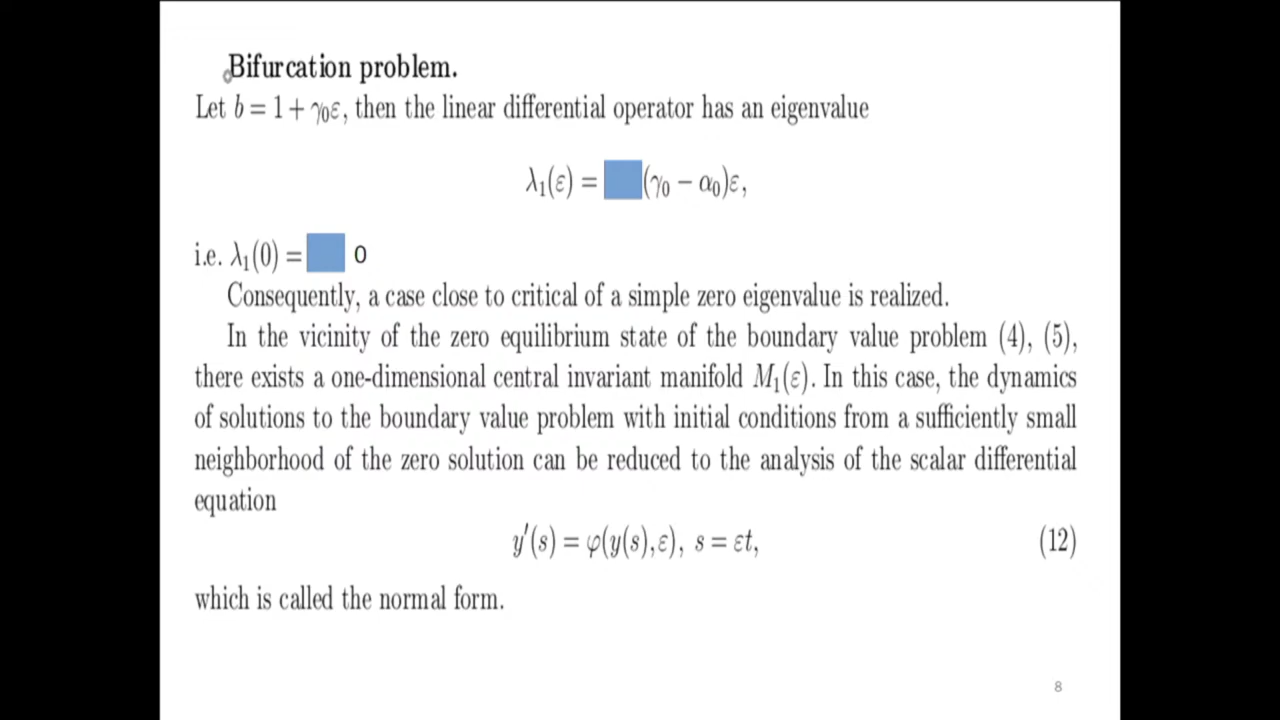 Bifurcation problem.
Let b = 1 + γ₀ε, then the linear differential operator has an eigenvalue
λ₁(ε) = (γ₀ − α₀)ε,
i.e. λ₁(0) = 0
Consequently, a case close to critical of a simple zero eigenvalue is realized.
In the vicinity of the zero equilibrium state of the boundary value problem (4), (5),
there exists a one-dimensional central invariant manifold M₁(ε). In this case, the dynamics
of solutions to the boundary value problem with initial conditions from a sufficiently small
neighborhood of the zero solution can be reduced to the analysis of the scalar differential
equation
y′(s) = φ(y(s), ε), s = εt, (12)
which is called the normal form.
8